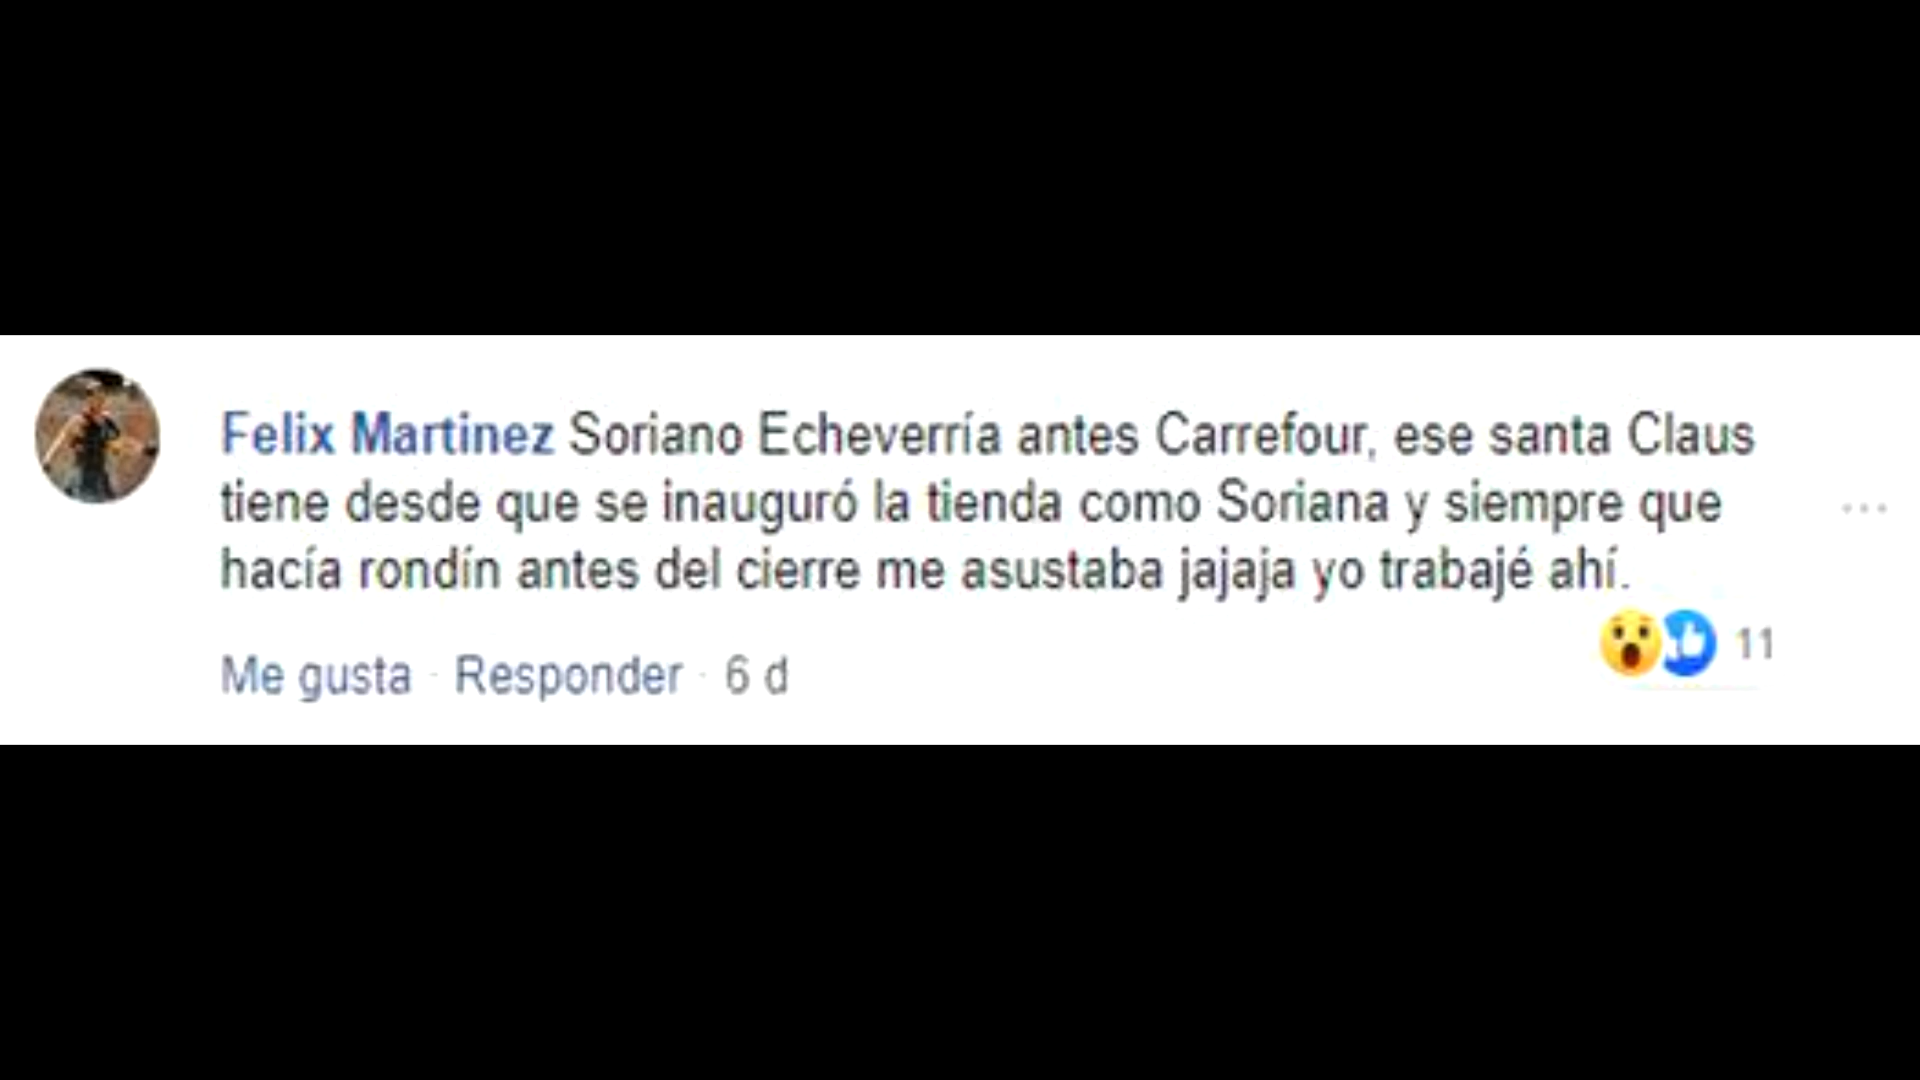 Felix Martinez Soriano Echeverría antes Carrefour, ese santa Claus
tiene desde que se inauguró la tienda como Soriana y siempre que
hacía rondín antes del cierre me asustaba jajaja yo trabajé ahí.
11
Me gusta · Responder · 6 d